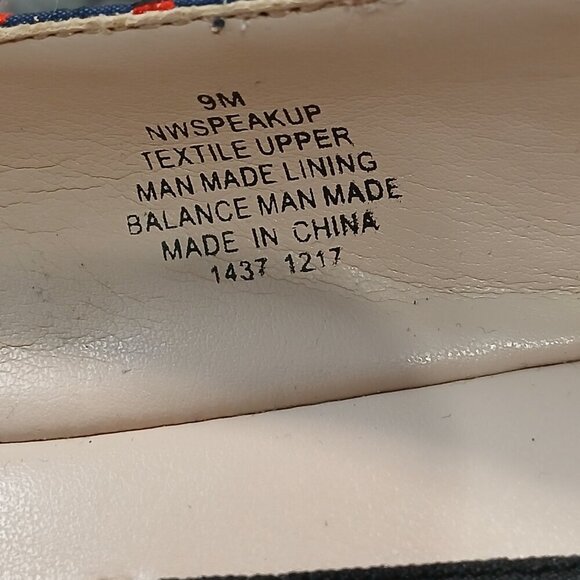 9M
NWSPEAKUP
TEXTILE UPPER
MAN MADE LINING
BALANCE MAN MADE
MADE IN CHINA
1437 1217